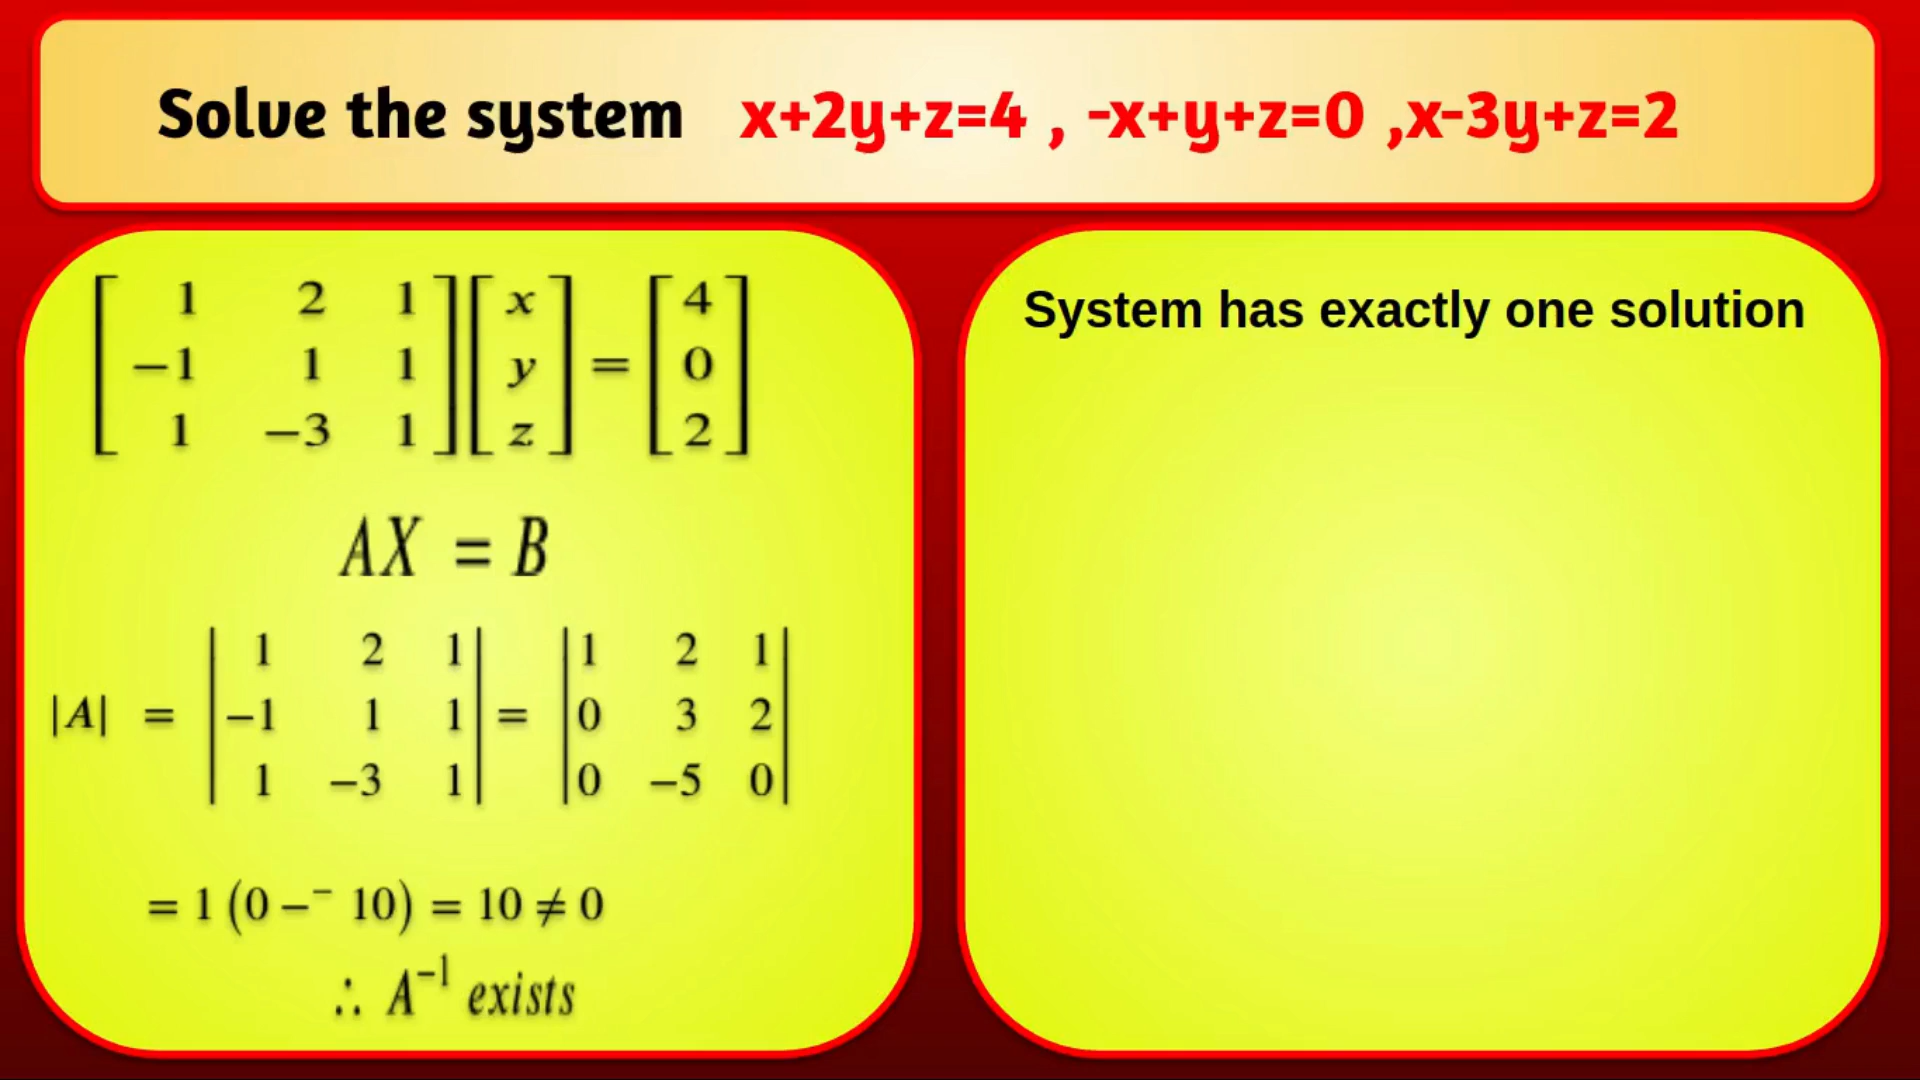 Solve the system x+2y+z=4 , -x+y+z=0 ,x-3y+z=2
[ 1 2 1 ] [ x ] = [ 4 ]
[ −1 1 1 ] [ y ] [ 0 ]
[ 1 −3 1 ] [ z ] [ 2 ]
AX = B
| 1 2 1 | | 1 2 1 |
|A| = | −1 1 1 | = | 0 3 2 |
| 1 −3 1 | | 0 −5 0 |
= 1 (0 −⁻ 10) = 10 ≠ 0
∴ A⁻¹ exists
System has exactly one solution